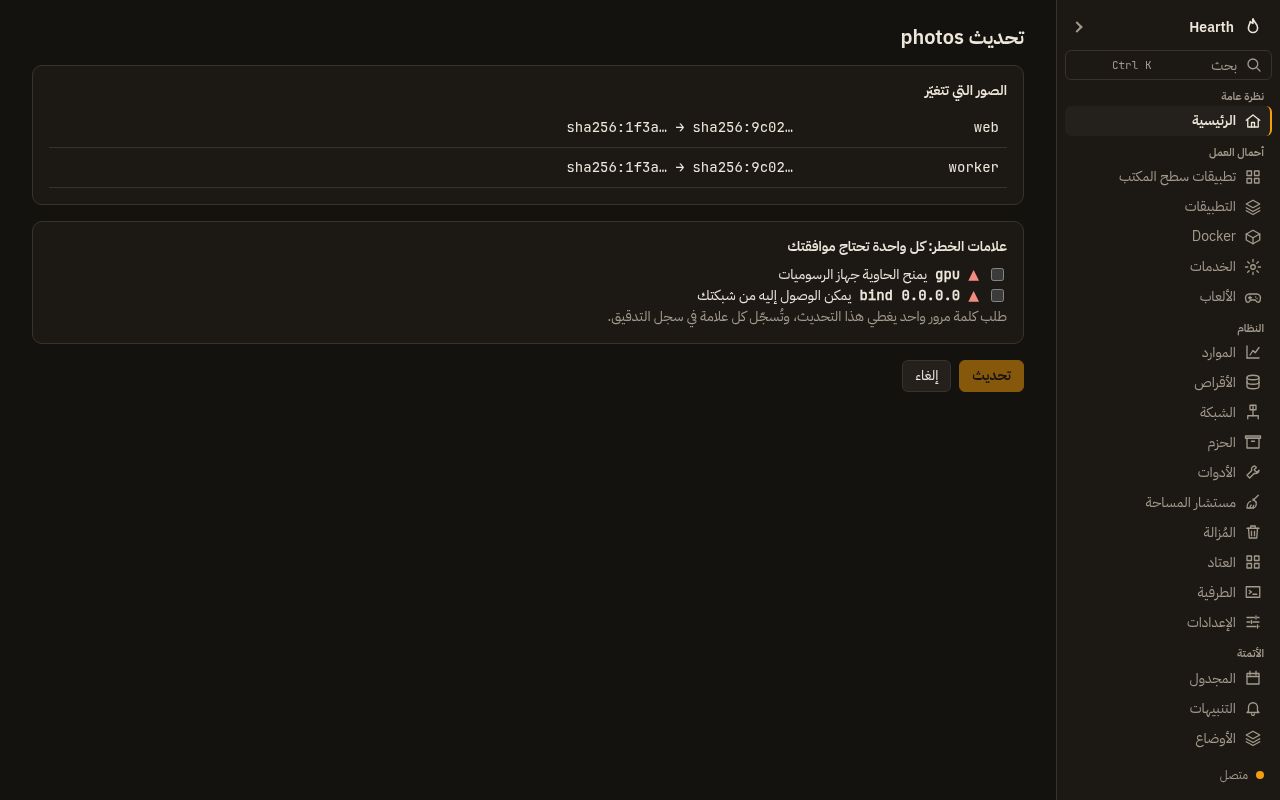 Hearth
بحث Ctrl K
نظرة عامة
الرئيسية
أحمال العمل
تطبيقات سطح المكتب
التطبيقات
Docker
الخدمات
الألعاب
النظام
الموارد
الأقراص
الشبكة
الحزم
الأدوات
مستشار المساحة
المُزالة
العتاد
الطرفية
الإعدادات
الأتمتة
المجدول
التنبيهات
الأوضاع
متصل
تحديث photos
الصور التي تتغيّر
web sha256:1f3a… → sha256:9c02…
worker sha256:1f3a… → sha256:9c02…
علامات الخطر: كل واحدة تحتاج موافقتك
▲ gpu يمنح الحاوية جهاز الرسوميات
▲ bind 0.0.0.0 يمكن الوصول إليه من شبكتك
طلب كلمة مرور واحد يغطي هذا التحديث، وتُسجّل كل علامة في سجل التدقيق.
تحديث إلغاء